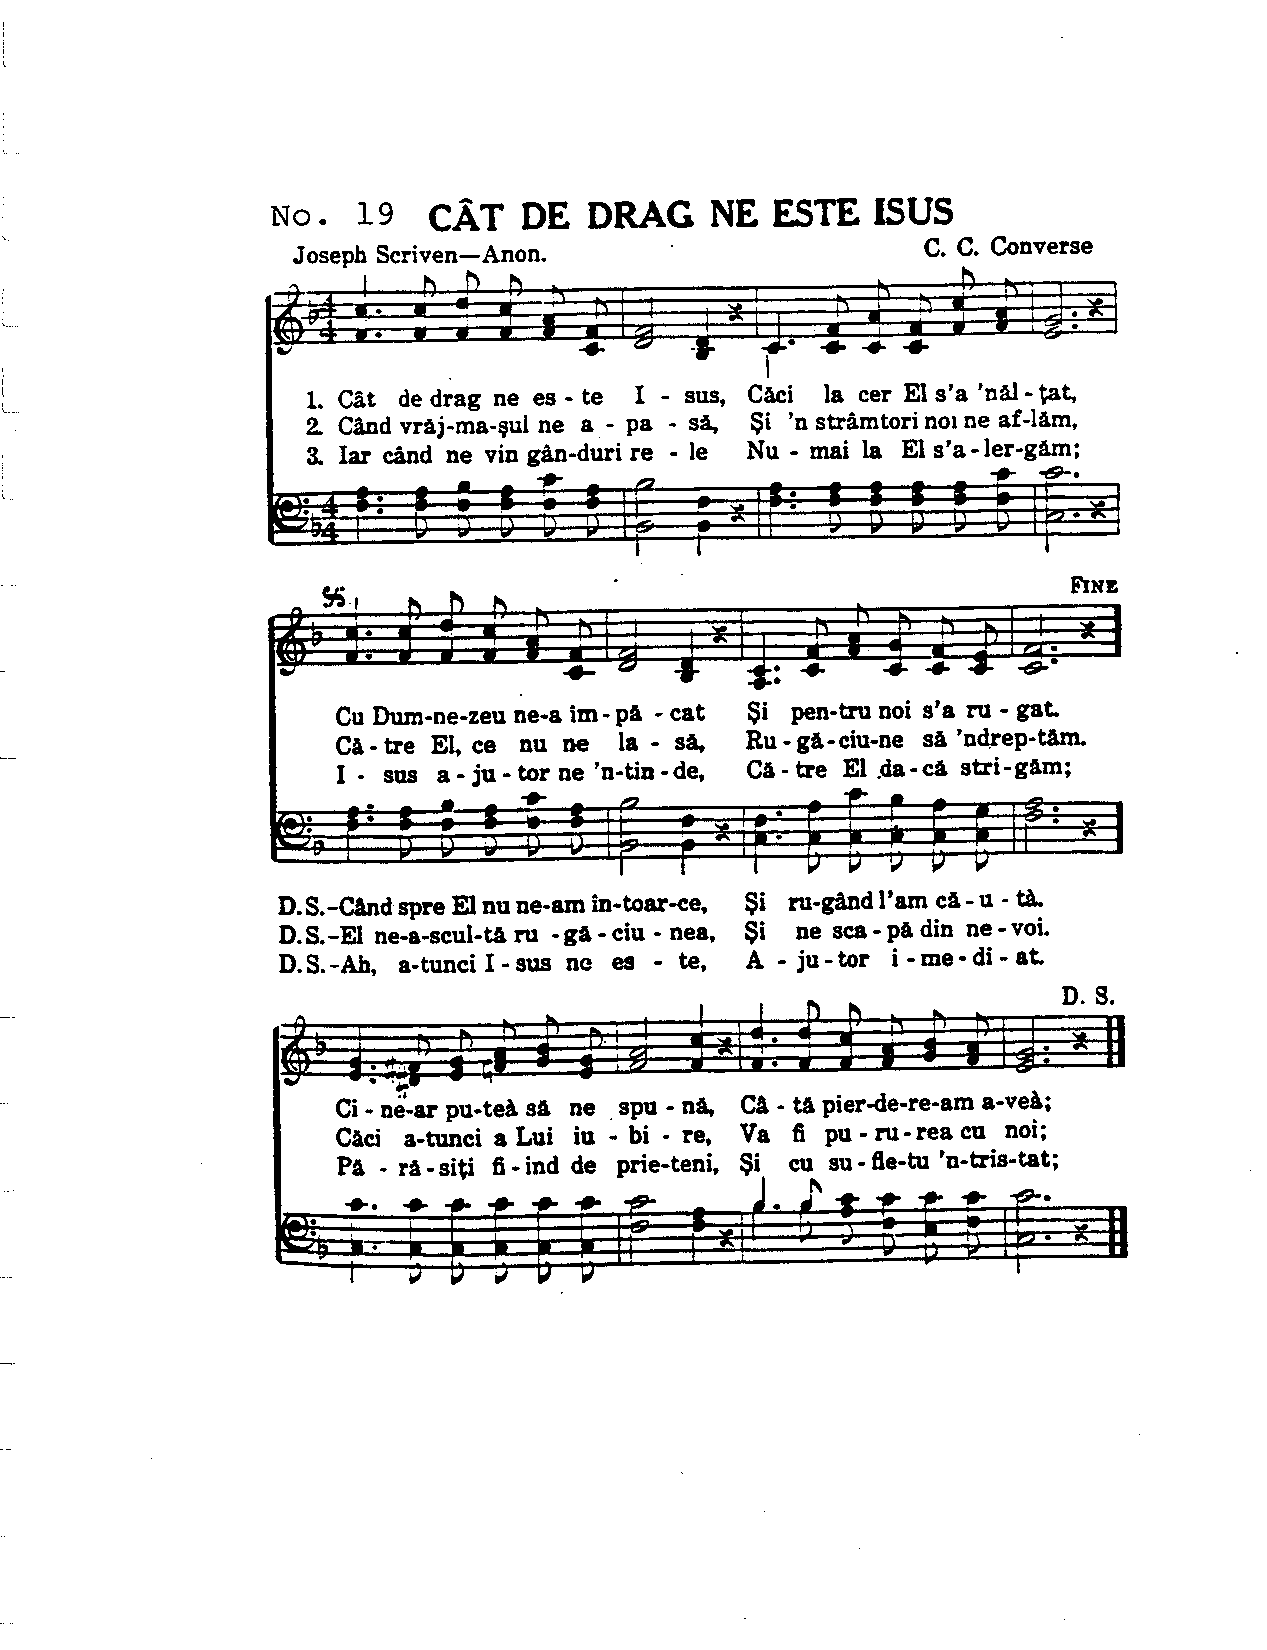 No. 19 CÂT DE DRAG NE ESTE ISUS
Joseph Scriven—Anon.
C. C. Converse
1. Cât de drag ne es - te I - sus, Căci la cer El s'a 'năl - țat,
2. Când vrăj-ma-șul ne a - pa - să, Și 'n strâmtori noi ne af-lăm,
3. Iar când ne vin gân-duri re - le Nu - mai la El s'a-ler-găm;
FINE
Cu Dum-ne-zeu ne-a îm-pă - cat Și pen-tru noi s'a ru - gat.
Că - tre El, ce nu ne la - să, Ru - gă-ciu-ne să 'ndrep-tăm.
I - sus a - ju - tor ne 'n-tin - de, Că - tre El da - că stri-găm;
D.S.-Când spre El nu ne-am în-toar-ce, Și ru-gând l'am că - u - tà.
D.S.-El ne-a-scul-tă ru - gă - ciu - nea, Și ne sca - pă din ne - voi.
D.S.-Ah, a-tunci I - sus ne es - te, A - ju - tor i - me - di - at.
D. S.
Ci - ne-ar pu-teà să ne spu - nă, Câ - tă pier-de-re-am a-veà;
Căci a-tunci a Lui iu - bi - re, Va fi pu - ru - rea cu noi;
Pă - ră - siți fi - ind de prie-teni, Și cu su - fle-tu 'n-tris-tat;